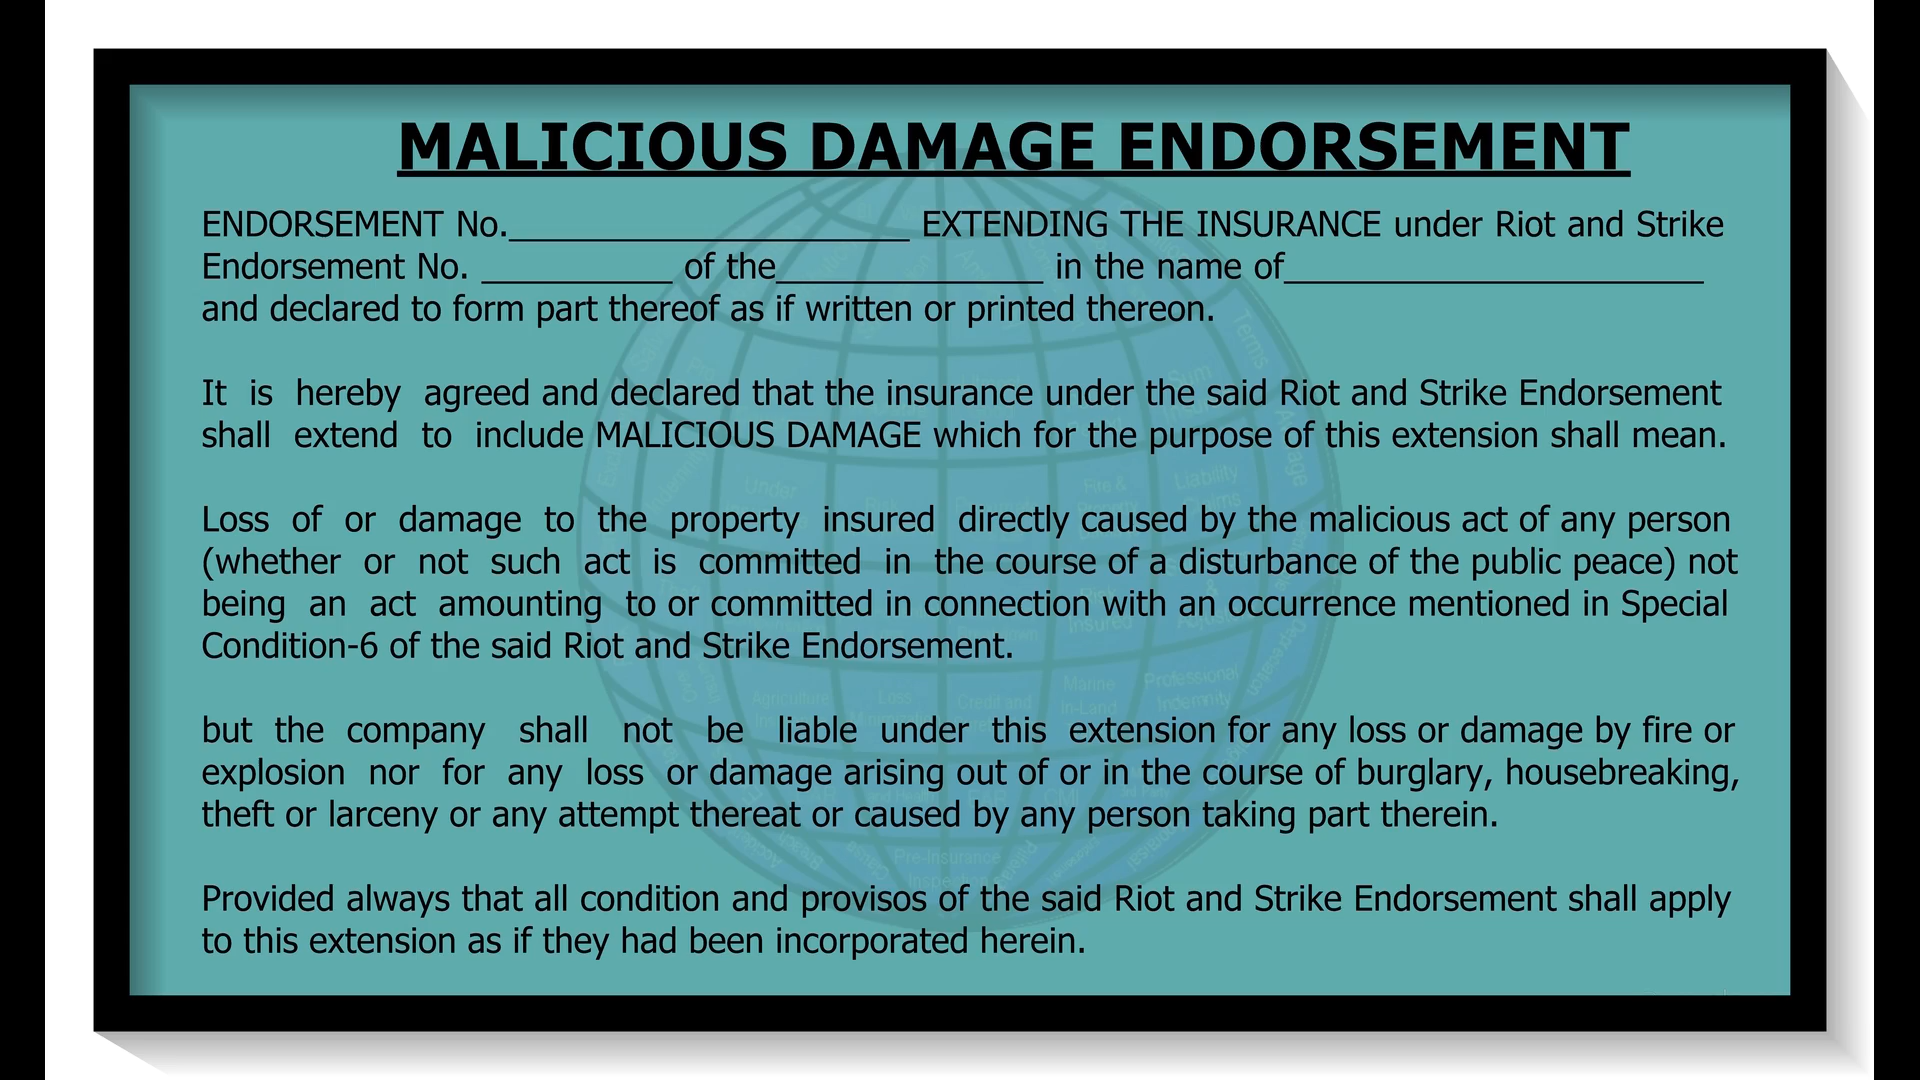 MALICIOUS DAMAGE ENDORSEMENT
ENDORSEMENT No._____________________ EXTENDING THE INSURANCE under Riot and Strike
Endorsement No. __________ of the______________ in the name of______________________
and declared to form part thereof as if written or printed thereon.
It is hereby agreed and declared that the insurance under the said Riot and Strike Endorsement
shall extend to include MALICIOUS DAMAGE which for the purpose of this extension shall mean.
Loss of or damage to the property insured directly caused by the malicious act of any person
(whether or not such act is committed in the course of a disturbance of the public peace) not
being an act amounting to or committed in connection with an occurrence mentioned in Special
Condition-6 of the said Riot and Strike Endorsement.
but the company shall not be liable under this extension for any loss or damage by fire or
explosion nor for any loss or damage arising out of or in the course of burglary, housebreaking,
theft or larceny or any attempt thereat or caused by any person taking part therein.
Provided always that all condition and provisos of the said Riot and Strike Endorsement shall apply
to this extension as if they had been incorporated herein.